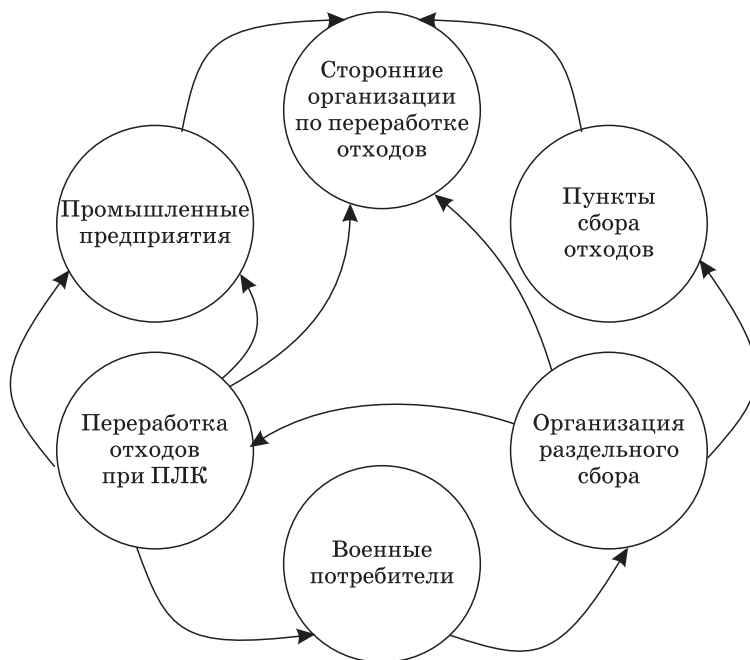 Сторонние
организации
по переработке
отходов
Промышленные
предприятия
Пункты
сбора
отходов
Переработка
отходов
при ПЛК
Организация
раздельного
сбора
Военные
потребители